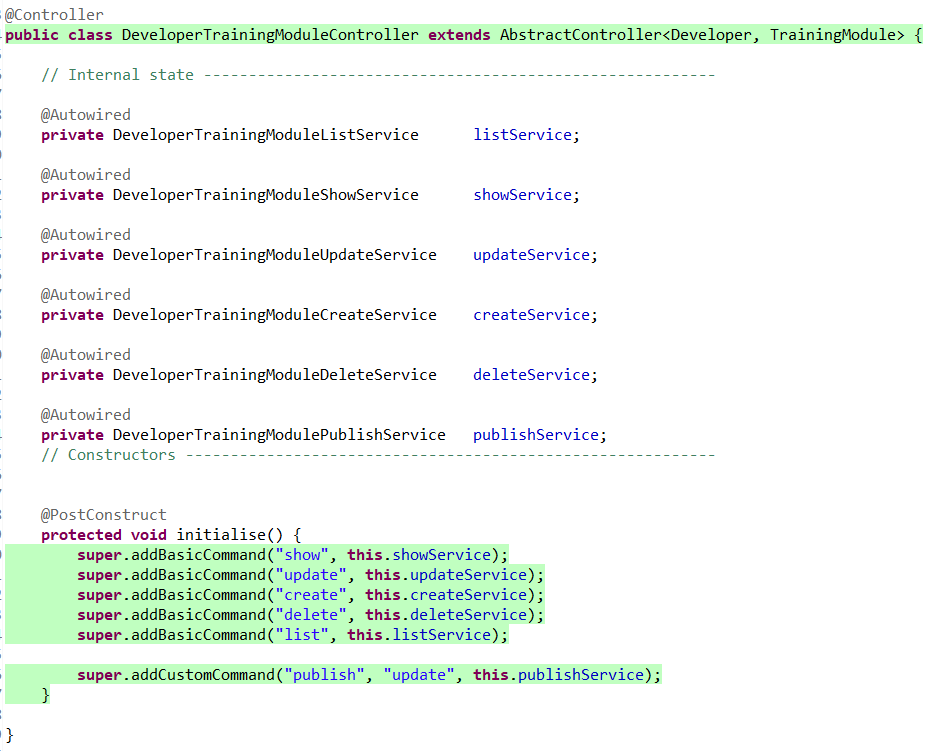 @Controller
public class DeveloperTrainingModuleController extends AbstractController<Developer, TrainingModule> {
// Internal state ---------------------------------------------------------
@Autowired
private DeveloperTrainingModuleListService listService;
@Autowired
private DeveloperTrainingModuleShowService showService;
@Autowired
private DeveloperTrainingModuleUpdateService updateService;
@Autowired
private DeveloperTrainingModuleCreateService createService;
@Autowired
private DeveloperTrainingModuleDeleteService deleteService;
@Autowired
private DeveloperTrainingModulePublishService publishService;
// Constructors -----------------------------------------------------------
@PostConstruct
protected void initialise() {
super.addBasicCommand("show", this.showService);
super.addBasicCommand("update", this.updateService);
super.addBasicCommand("create", this.createService);
super.addBasicCommand("delete", this.deleteService);
super.addBasicCommand("list", this.listService);
super.addCustomCommand("publish", "update", this.publishService);
}
}